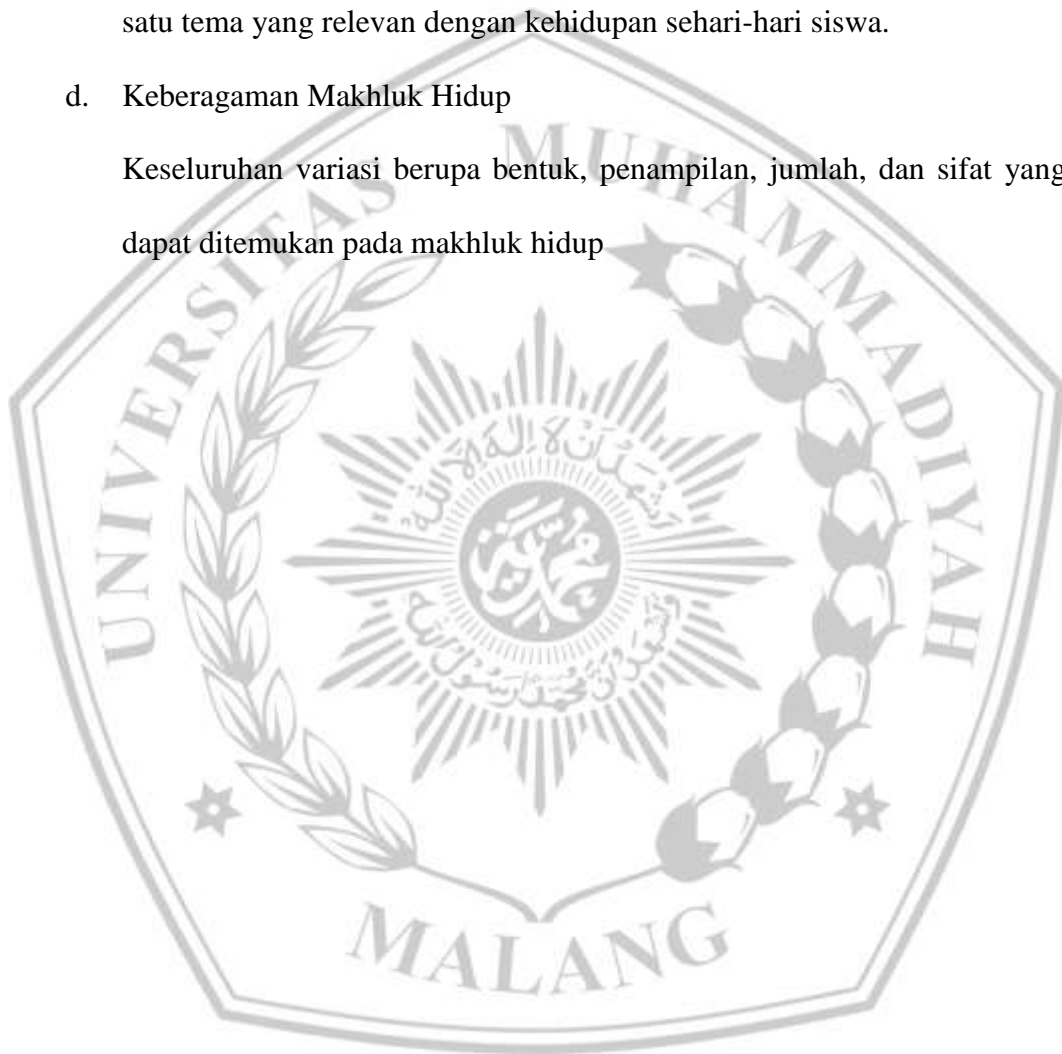 satu tema yang relevan dengan kehidupan sehari-hari siswa.
d. Keberagaman Makhluk Hidup
Keseluruhan variasi berupa bentuk, penampilan, jumlah, dan sifat yang
dapat ditemukan pada makhluk hidup
UNIVERSITAS MUHAMMADIYAH
MALANG